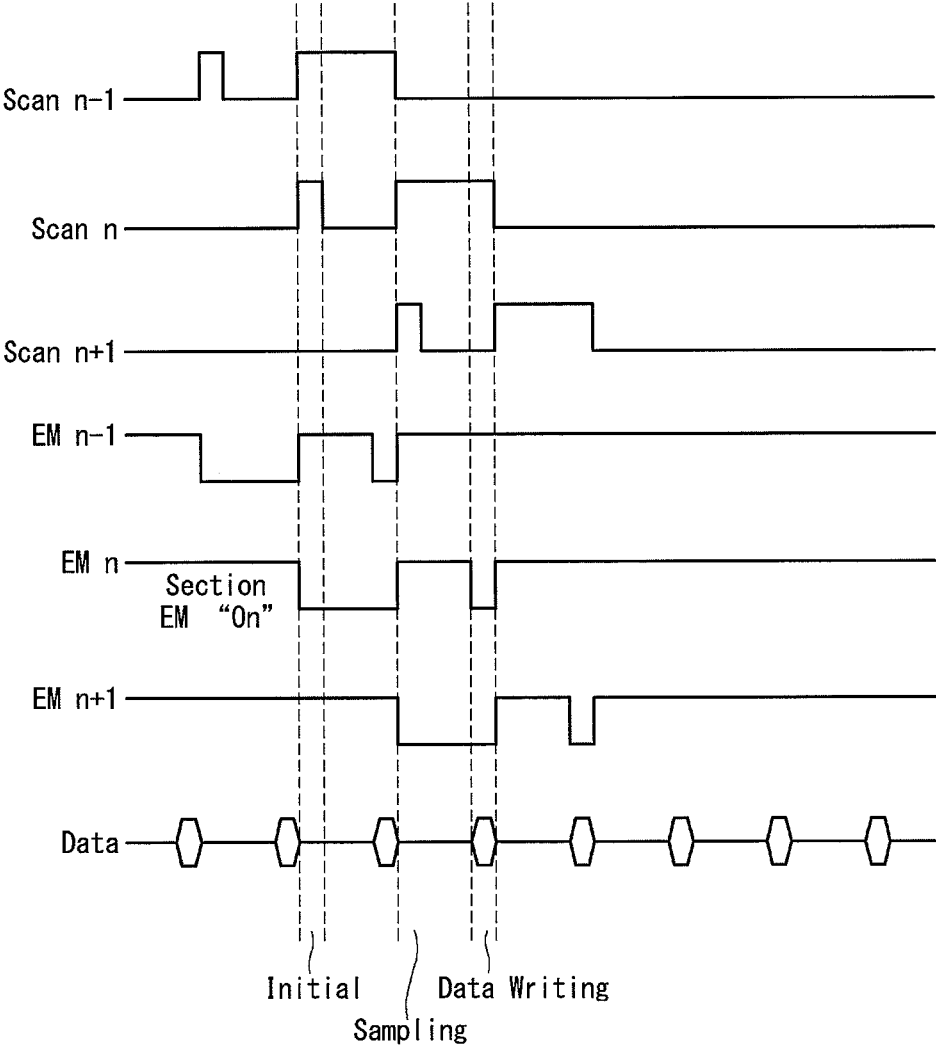 Scan n-1
Scan n
Scan n+1
EM n-1
EM n
Section
EM “On”
EM n+1
Data
Initial
Data Writing
Sampling